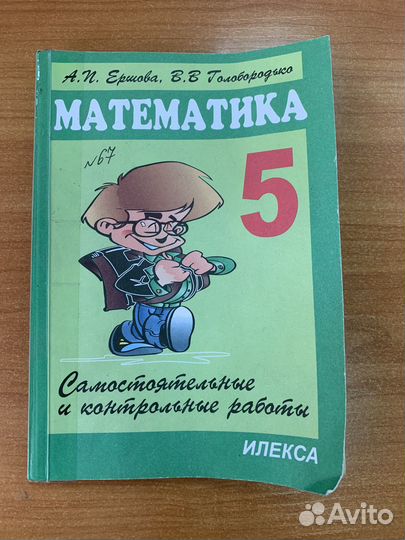 А.П. Ершова, В.В Голобородько
МАТЕМАТИКА
№67
5
Самостоятельные
и контрольные работы
ИЛЕКСА
Avito